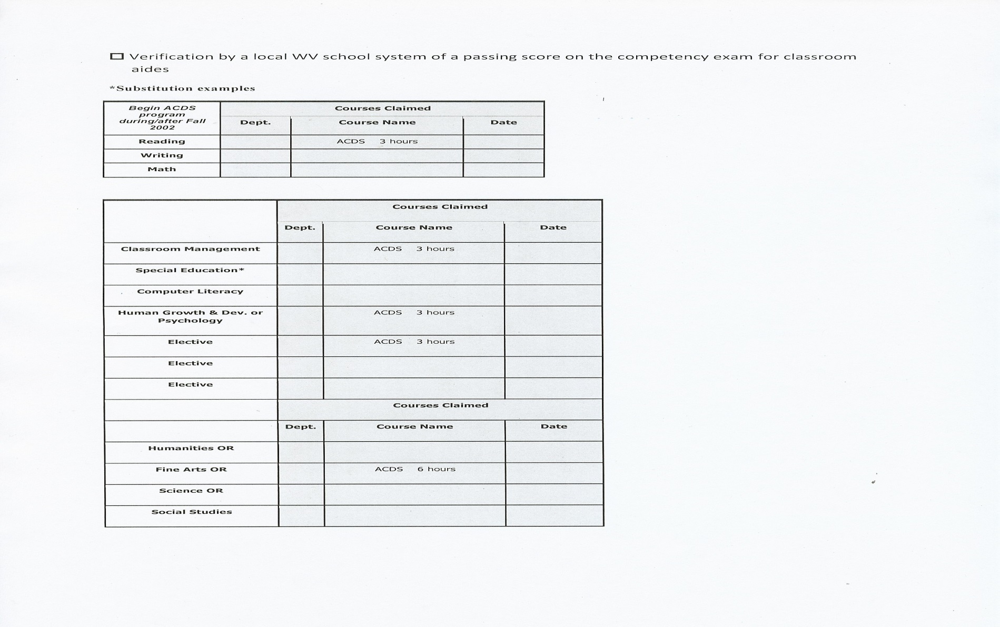 Verification by a local WV school system of a passing score on the competency exam for classroom
aides
*Substitution examples
Begin ACDS
program
during/after Fall
2002
Courses Claimed
Dept. Course Name Date
Reading ACDS 3 hours
Writing
Math
Courses Claimed
Dept. Course Name Date
Classroom Management ACDS 3 hours
Special Education*
Computer Literacy
Human Growth & Dev. or ACDS 3 hours
Psychology
Elective ACDS 3 hours
Elective
Elective
Courses Claimed
Dept. Course Name Date
Humanities OR
Fine Arts OR ACDS 6 hours
Science OR
Social Studies